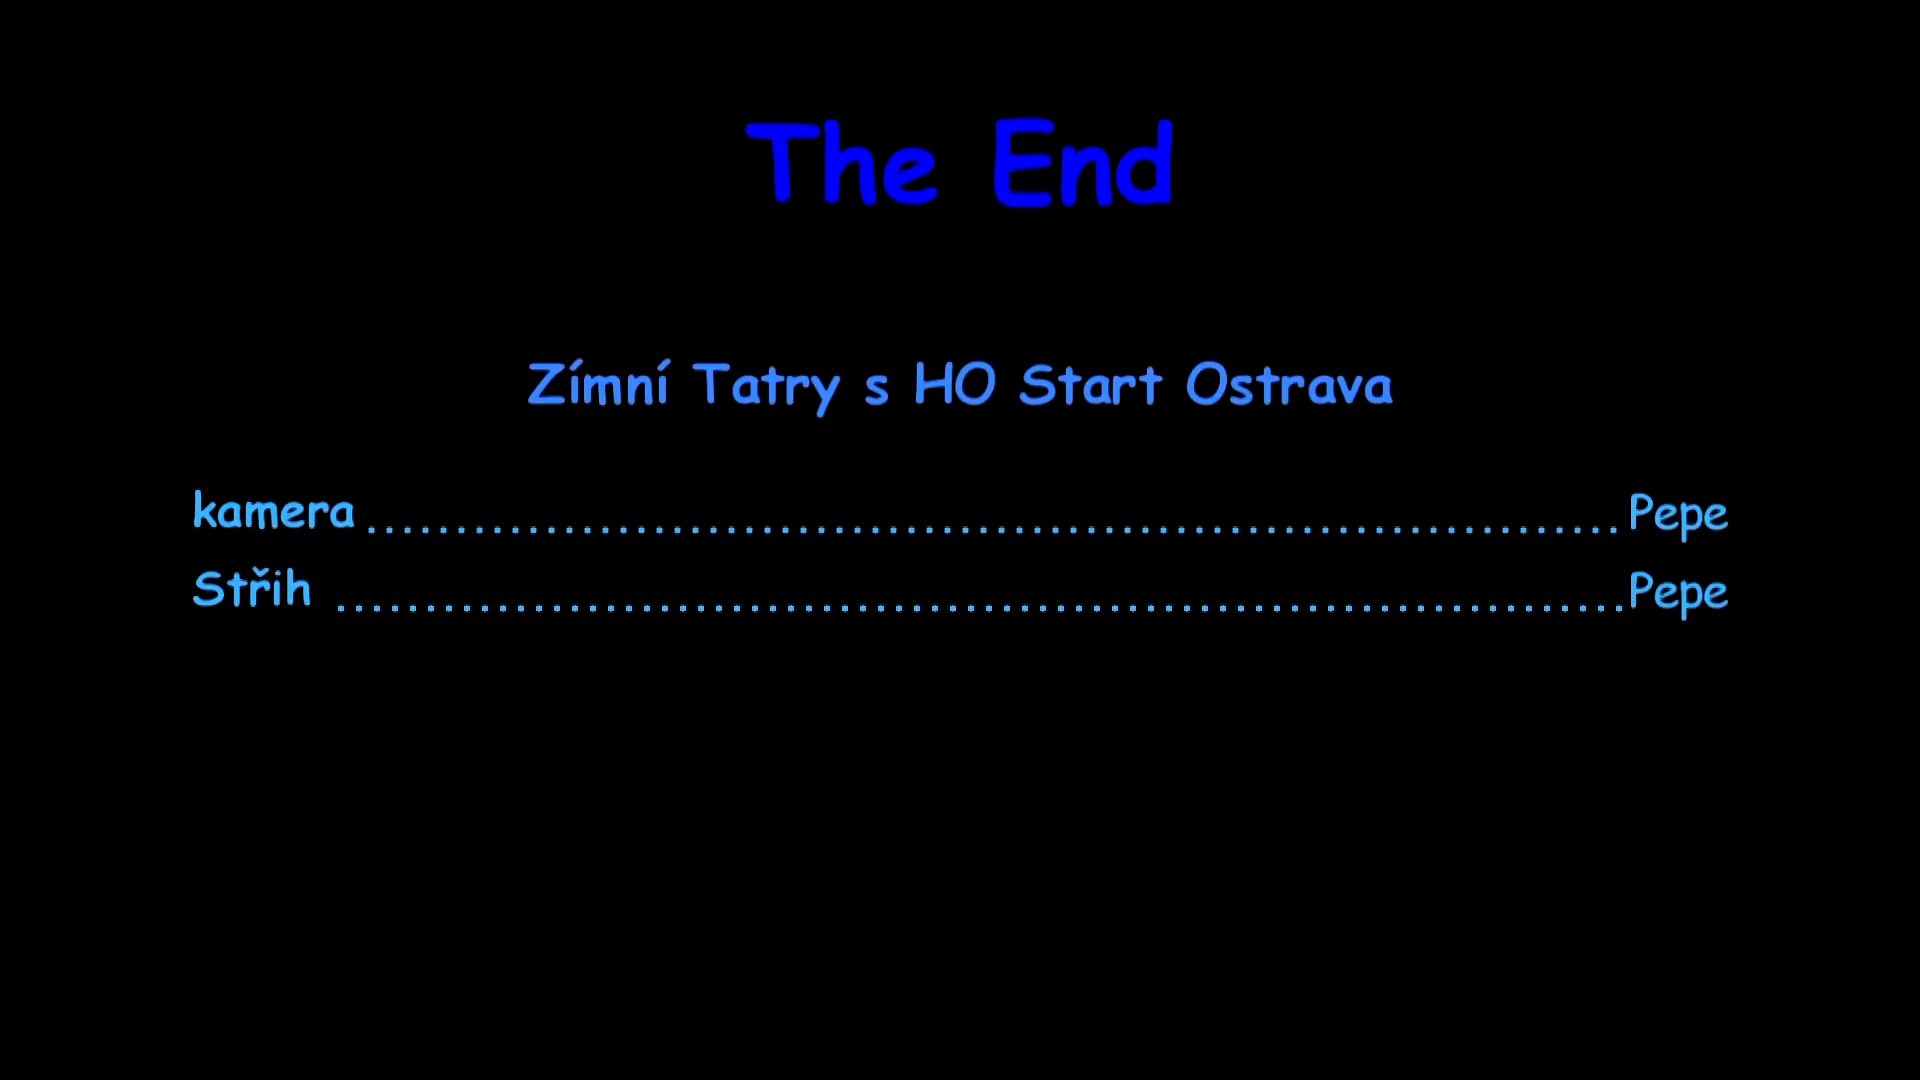 The End
Zímní Tatry s HO Start Ostrava
kamera ...................................................................... Pepe
Střih ........................................................................ Pepe